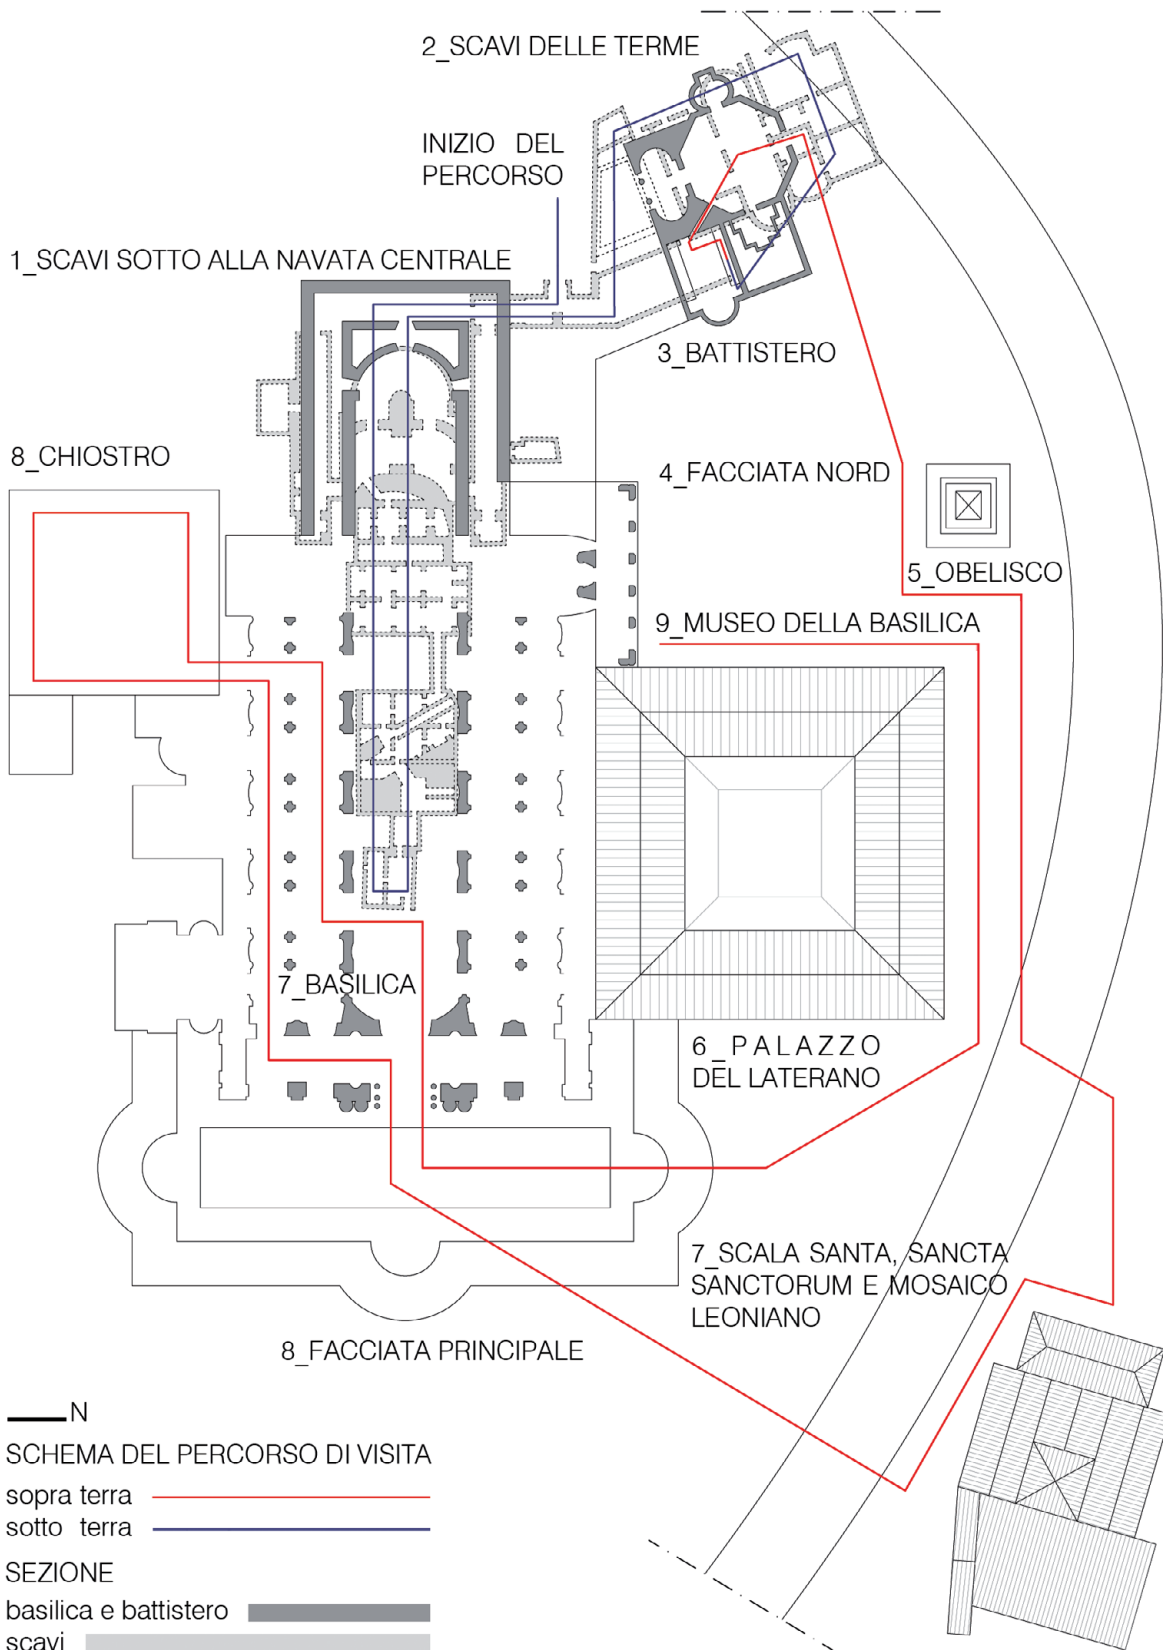 2_SCAVI DELLE TERME
INIZIO DEL
PERCORSO
1_SCAVI SOTTO ALLA NAVATA CENTRALE
3_BATTISTERO
8_CHIOSTRO
4_FACCIATA NORD
5_OBELISCO
9_MUSEO DELLA BASILICA
7_BASILICA
6_PALAZZO
DEL LATERANO
7_SCALA SANTA, SANCTA
SANCTORUM E MOSAICO
LEONIANO
8_FACCIATA PRINCIPALE
N
SCHEMA DEL PERCORSO DI VISITA
sopra terra
sotto terra
SEZIONE
basilica e battistero
scavi